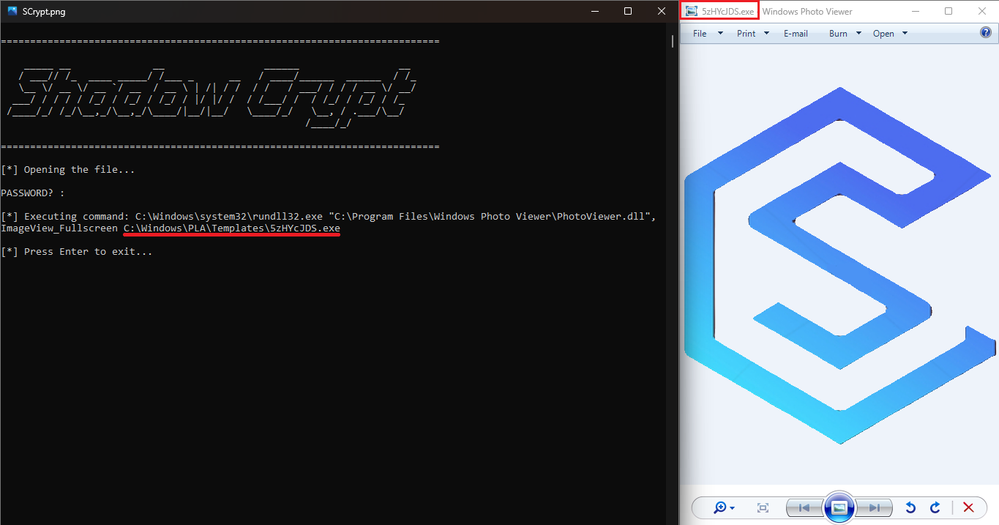 SCrypt.png
===========================================================================
Shadow Crypt
===========================================================================
[*] Opening the file...
PASSWORD? :
[*] Executing command: C:\Windows\system32\rundll32.exe "C:\Program Files\Windows Photo Viewer\PhotoViewer.dll",
ImageView_Fullscreen C:\Windows\PLA\Templates\5zHYcJDS.exe
[*] Press Enter to exit...
5zHYcJDS.exe - Windows Photo Viewer
File Print E-mail Burn Open ?